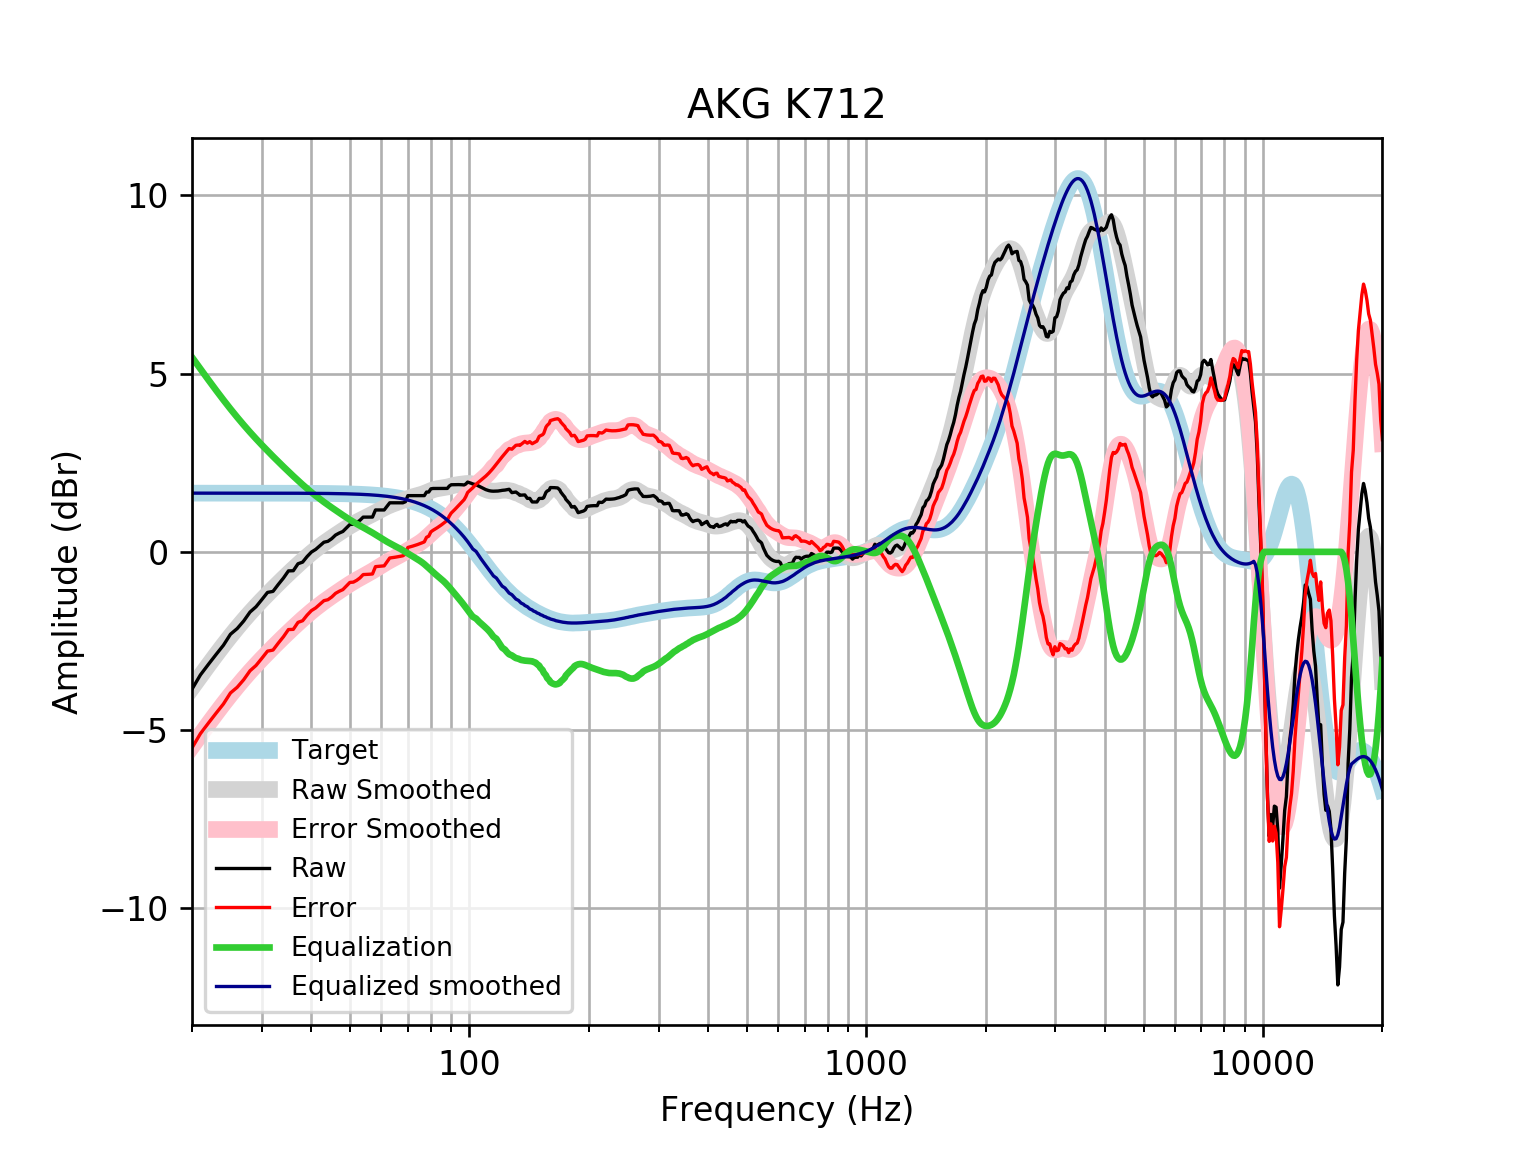 AKG K712
10
5
0
−5
−10
Amplitude (dBr)
Target
Raw Smoothed
Error Smoothed
Raw
Error
Equalization
Equalized smoothed
100
1000
10000
Frequency (Hz)